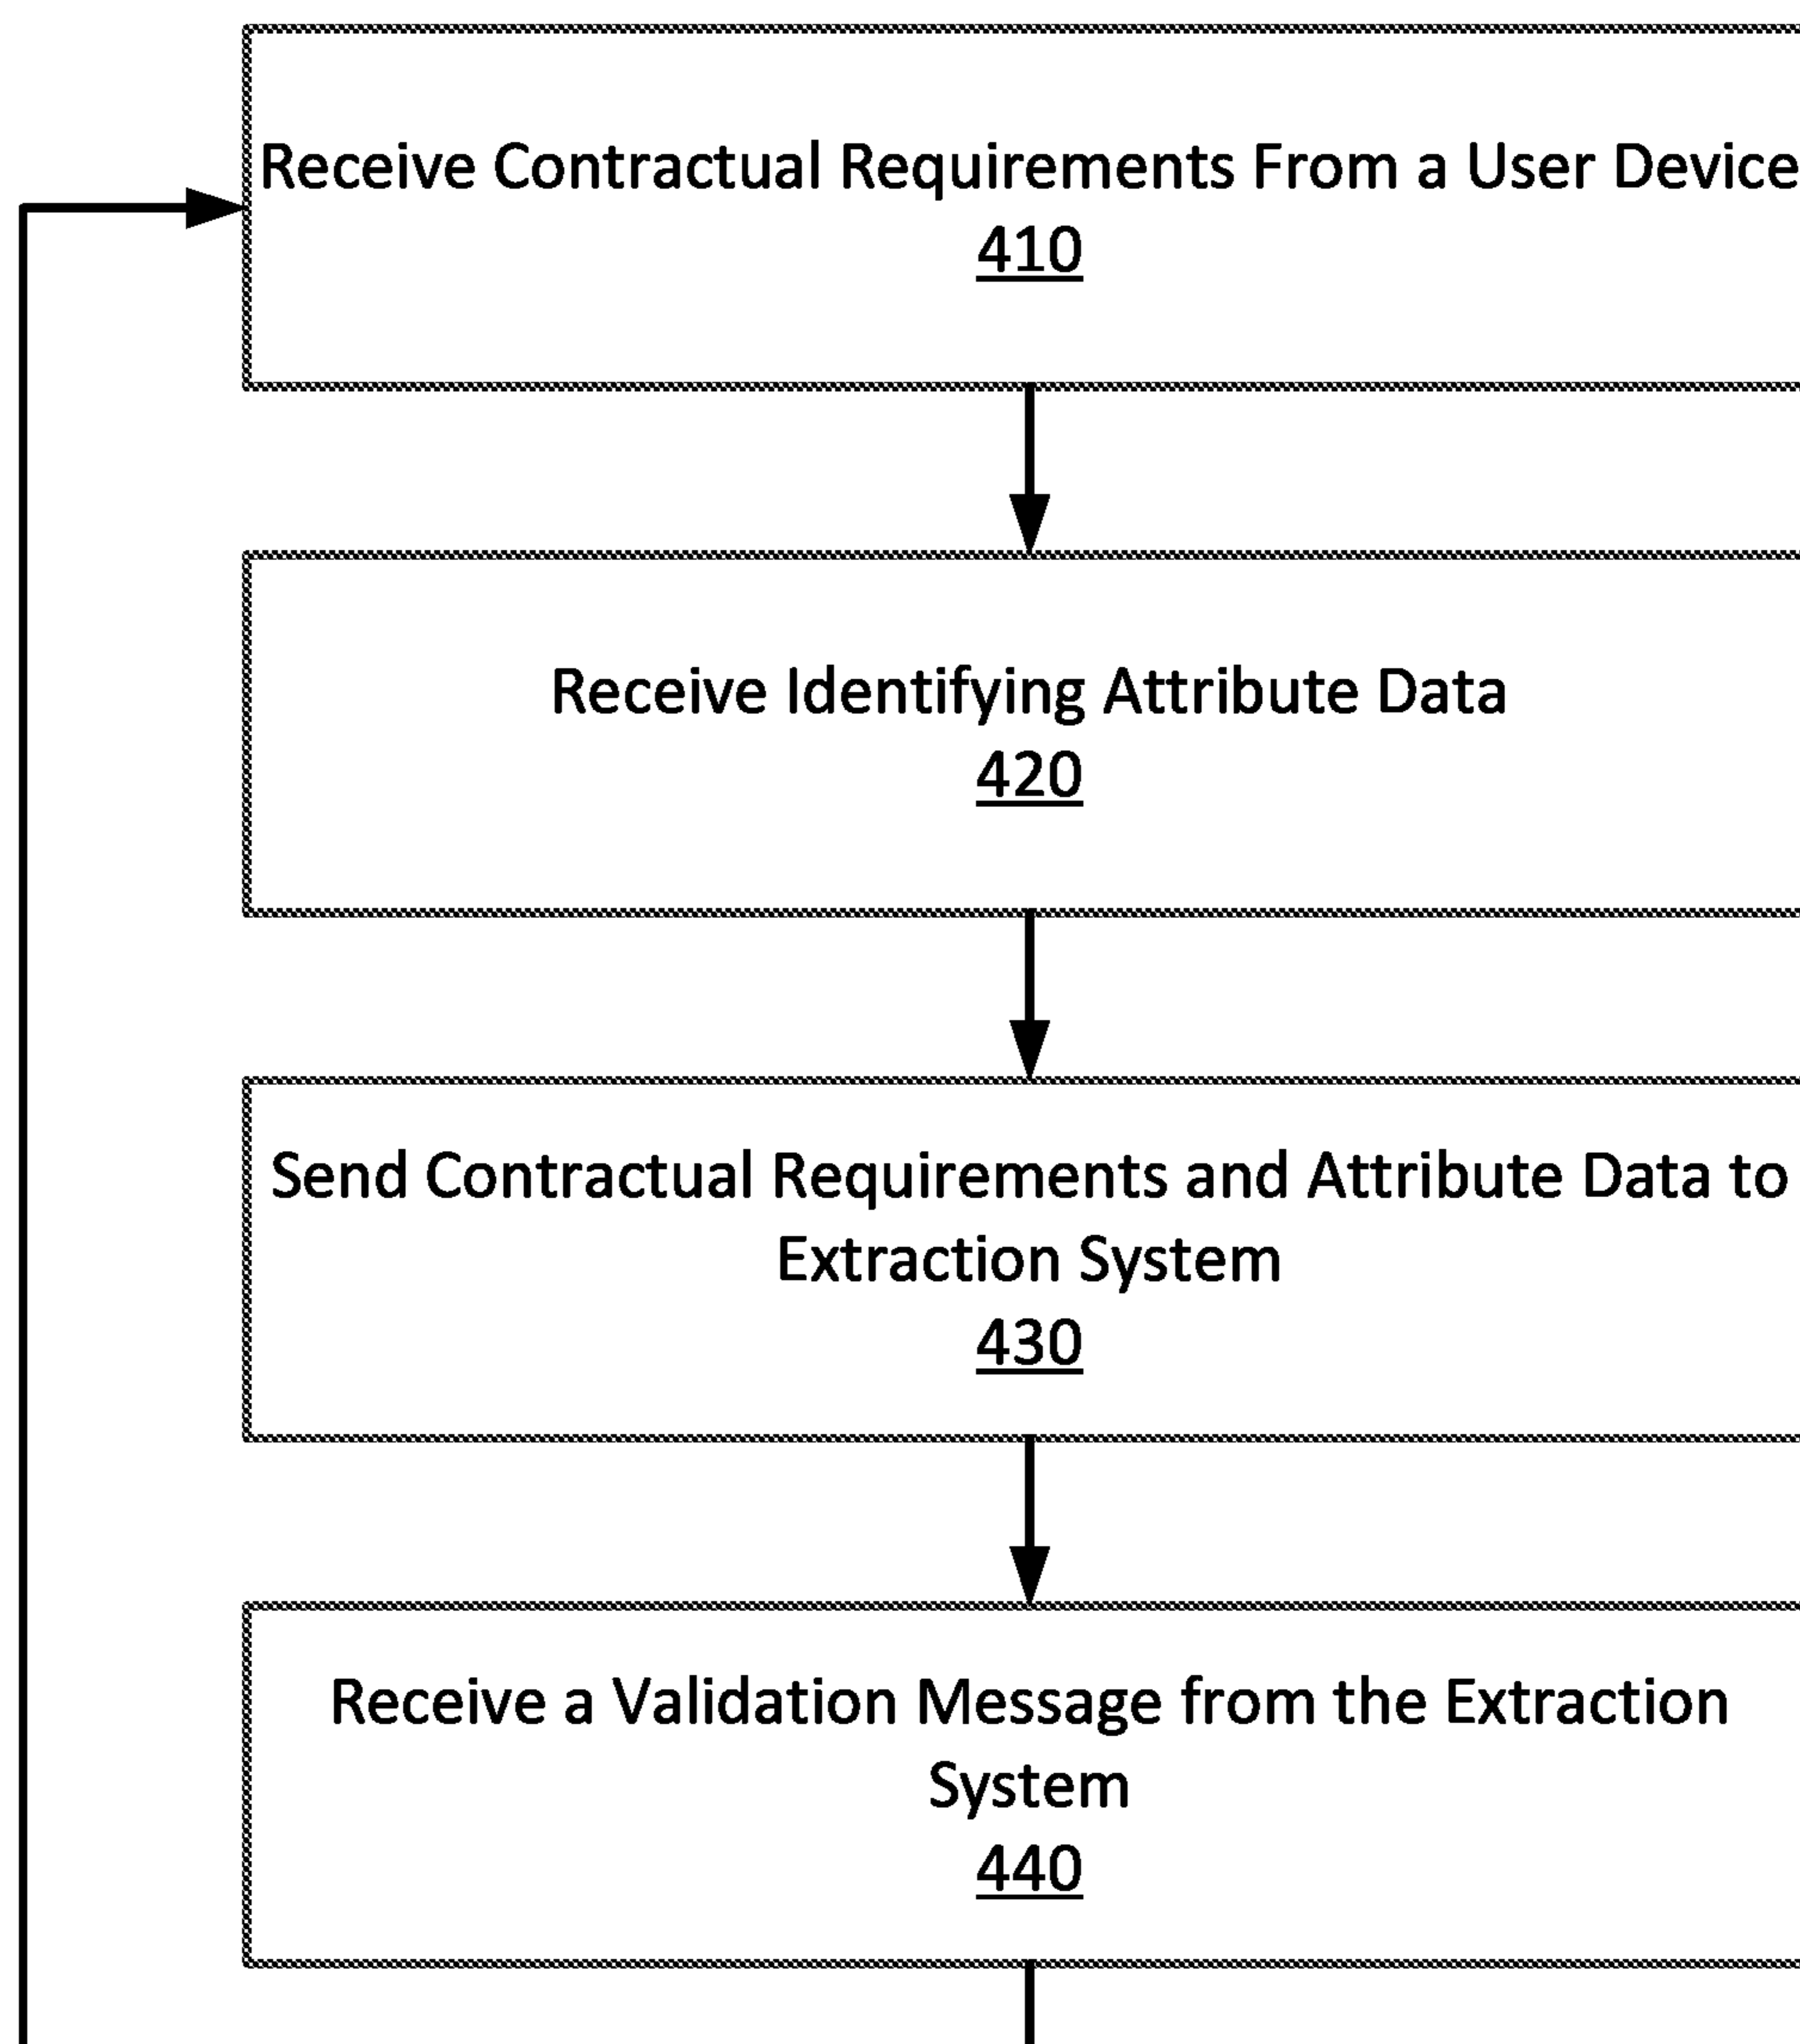 Receive Contractual Requirements From a User Device
410
Receive Identifying Attribute Data
420
Send Contractual Requirements and Attribute Data to
Extraction System
430
Receive a Validation Message from the Extraction
System
440